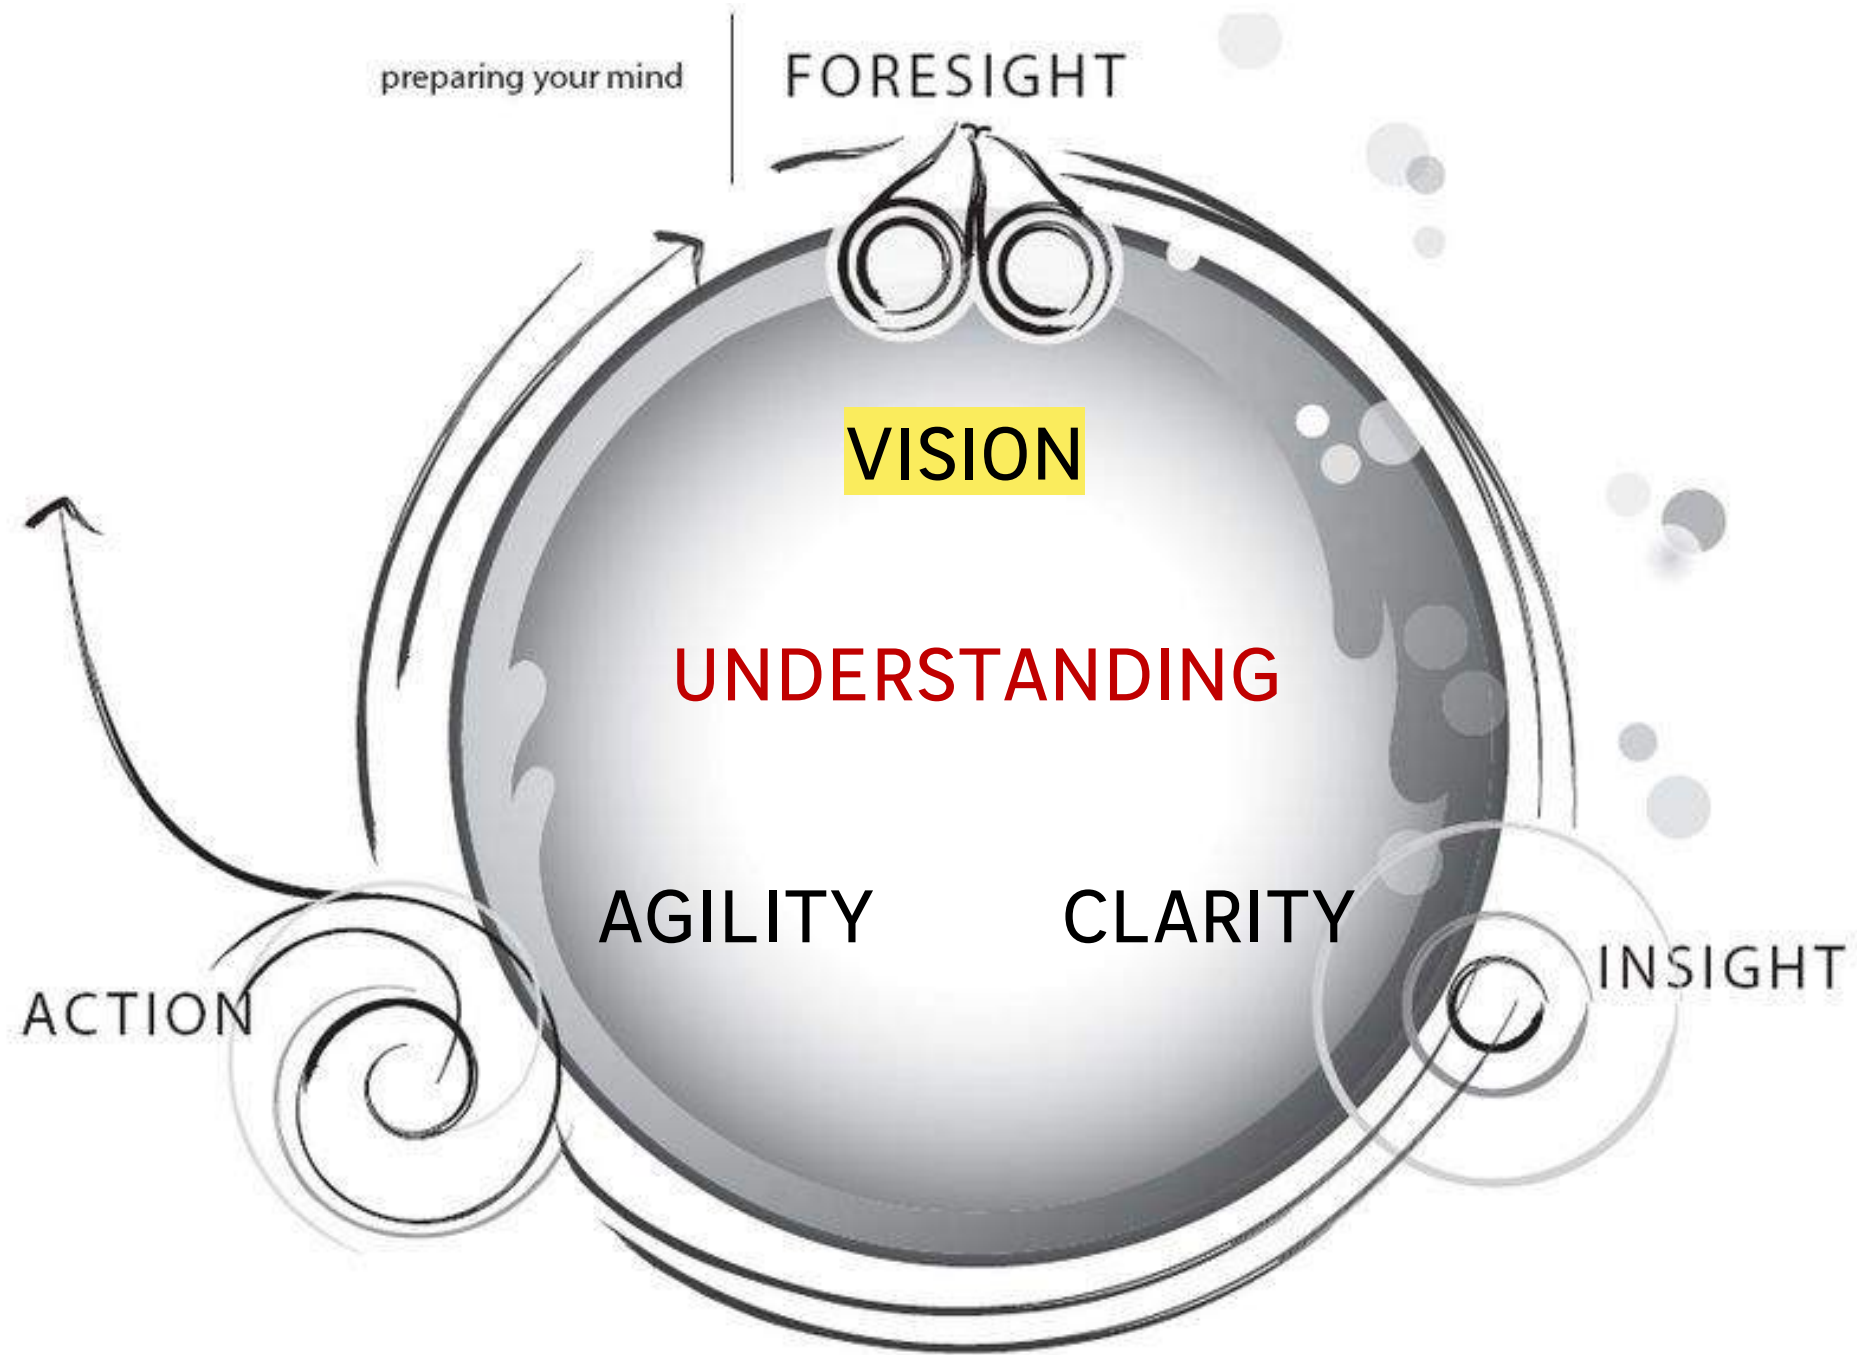 preparing your mind
FORESIGHT
VISION
UNDERSTANDING
AGILITY
CLARITY
ACTION
INSIGHT